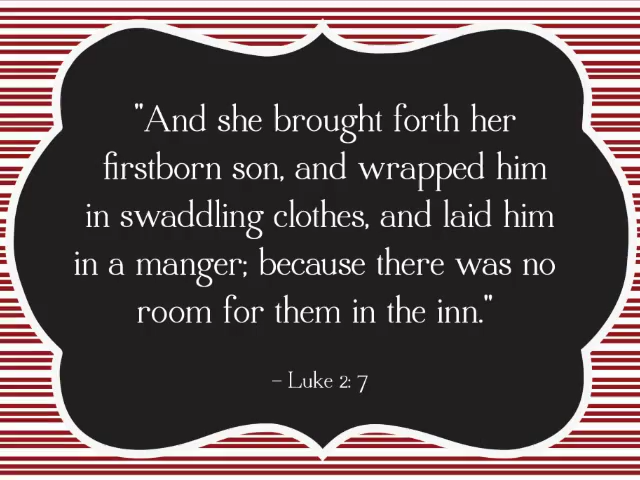 "And she brought forth her
firstborn son, and wrapped him
in swaddling clothes, and laid him
in a manger; because there was no
room for them in the inn."
– Luke 2: 7